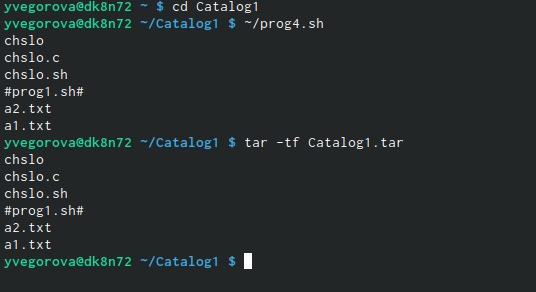 yvegorova@dk8n72 ~ $ cd Catalog1
yvegorova@dk8n72 ~/Catalog1 $ ~/prog4.sh
chslo
chslo.c
chslo.sh
#prog1.sh#
a2.txt
a1.txt
yvegorova@dk8n72 ~/Catalog1 $ tar -tf Catalog1.tar
chslo
chslo.c
chslo.sh
#prog1.sh#
a2.txt
a1.txt
yvegorova@dk8n72 ~/Catalog1 $